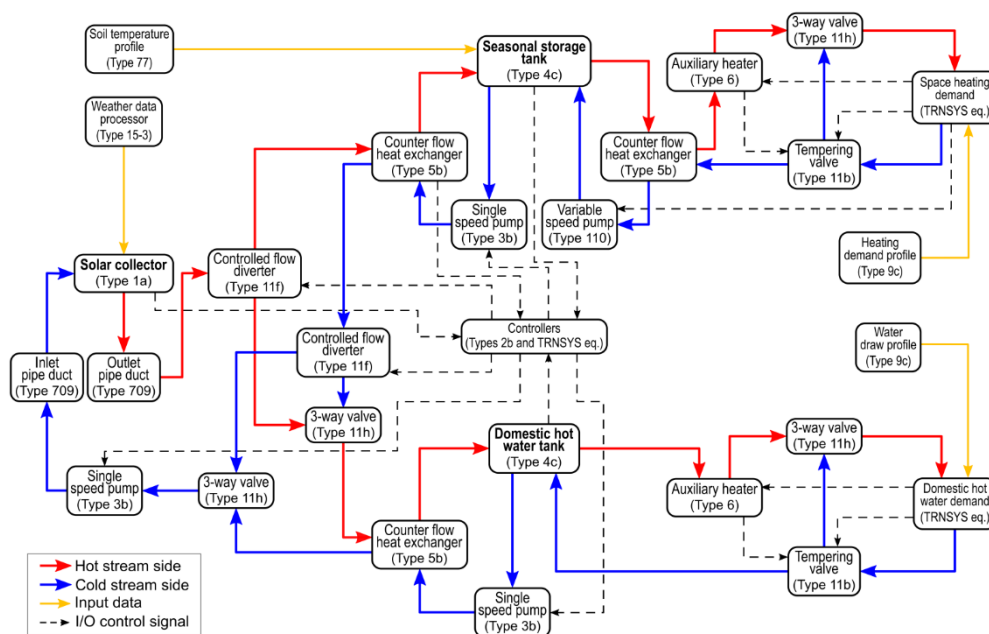 Soil temperature
profile
(Type 77)
Weather data
processor
(Type 15-3)
Seasonal storage
tank
(Type 4c)
3-way valve
(Type 11h)
Auxiliary heater
(Type 6)
Space heating
demand
(TRNSYS eq.)
Counter flow
heat exchanger
(Type 5b)
Counter flow
heat exchanger
(Type 5b)
Tempering
valve
(Type 11b)
Single
speed pump
(Type 3b)
Variable
speed pump
(Type 110)
Solar collector
(Type 1a)
Controlled flow
diverter
(Type 11f)
Heating
demand profile
(Type 9c)
Inlet
pipe duct
(Type 709)
Outlet
pipe duct
(Type 709)
Controlled flow
diverter
(Type 11f)
Controllers
(Types 2b and TRNSYS eq.)
Water
draw profile
(Type 9c)
3-way valve
(Type 11h)
Domestic hot
water tank
(Type 4c)
3-way valve
(Type 11h)
Single
speed pump
(Type 3b)
3-way valve
(Type 11h)
Auxiliary heater
(Type 6)
Domestic hot
water demand
(TRNSYS eq.)
Counter flow
heat exchanger
(Type 5b)
Tempering
valve
(Type 11b)
Single
speed pump
(Type 3b)
Hot stream side
Cold stream side
Input data
I/O control signal